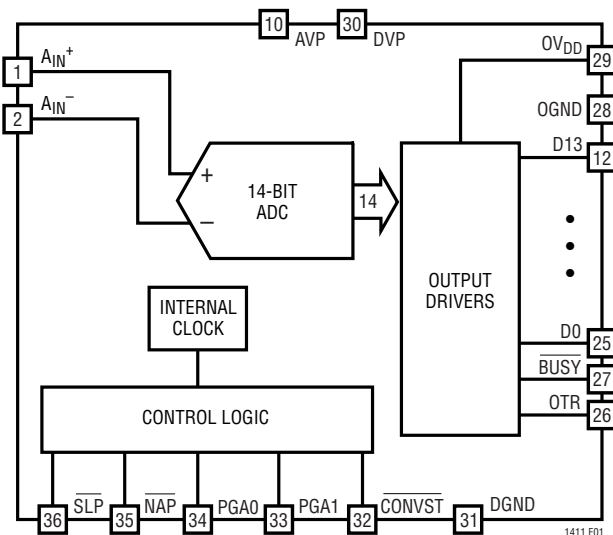 10 AVP 30 DVP
OVDD 29
1 AIN+
2 AIN−
OGND 28
D13 12
+
−
14-BIT
ADC
14
OUTPUT
DRIVERS
INTERNAL
CLOCK
D0 25
BUSY 27
OTR 26
CONTROL LOGIC
36 SLP 35 NAP 34 PGA0 33 PGA1 32 CONVST 31 DGND
1411 F01